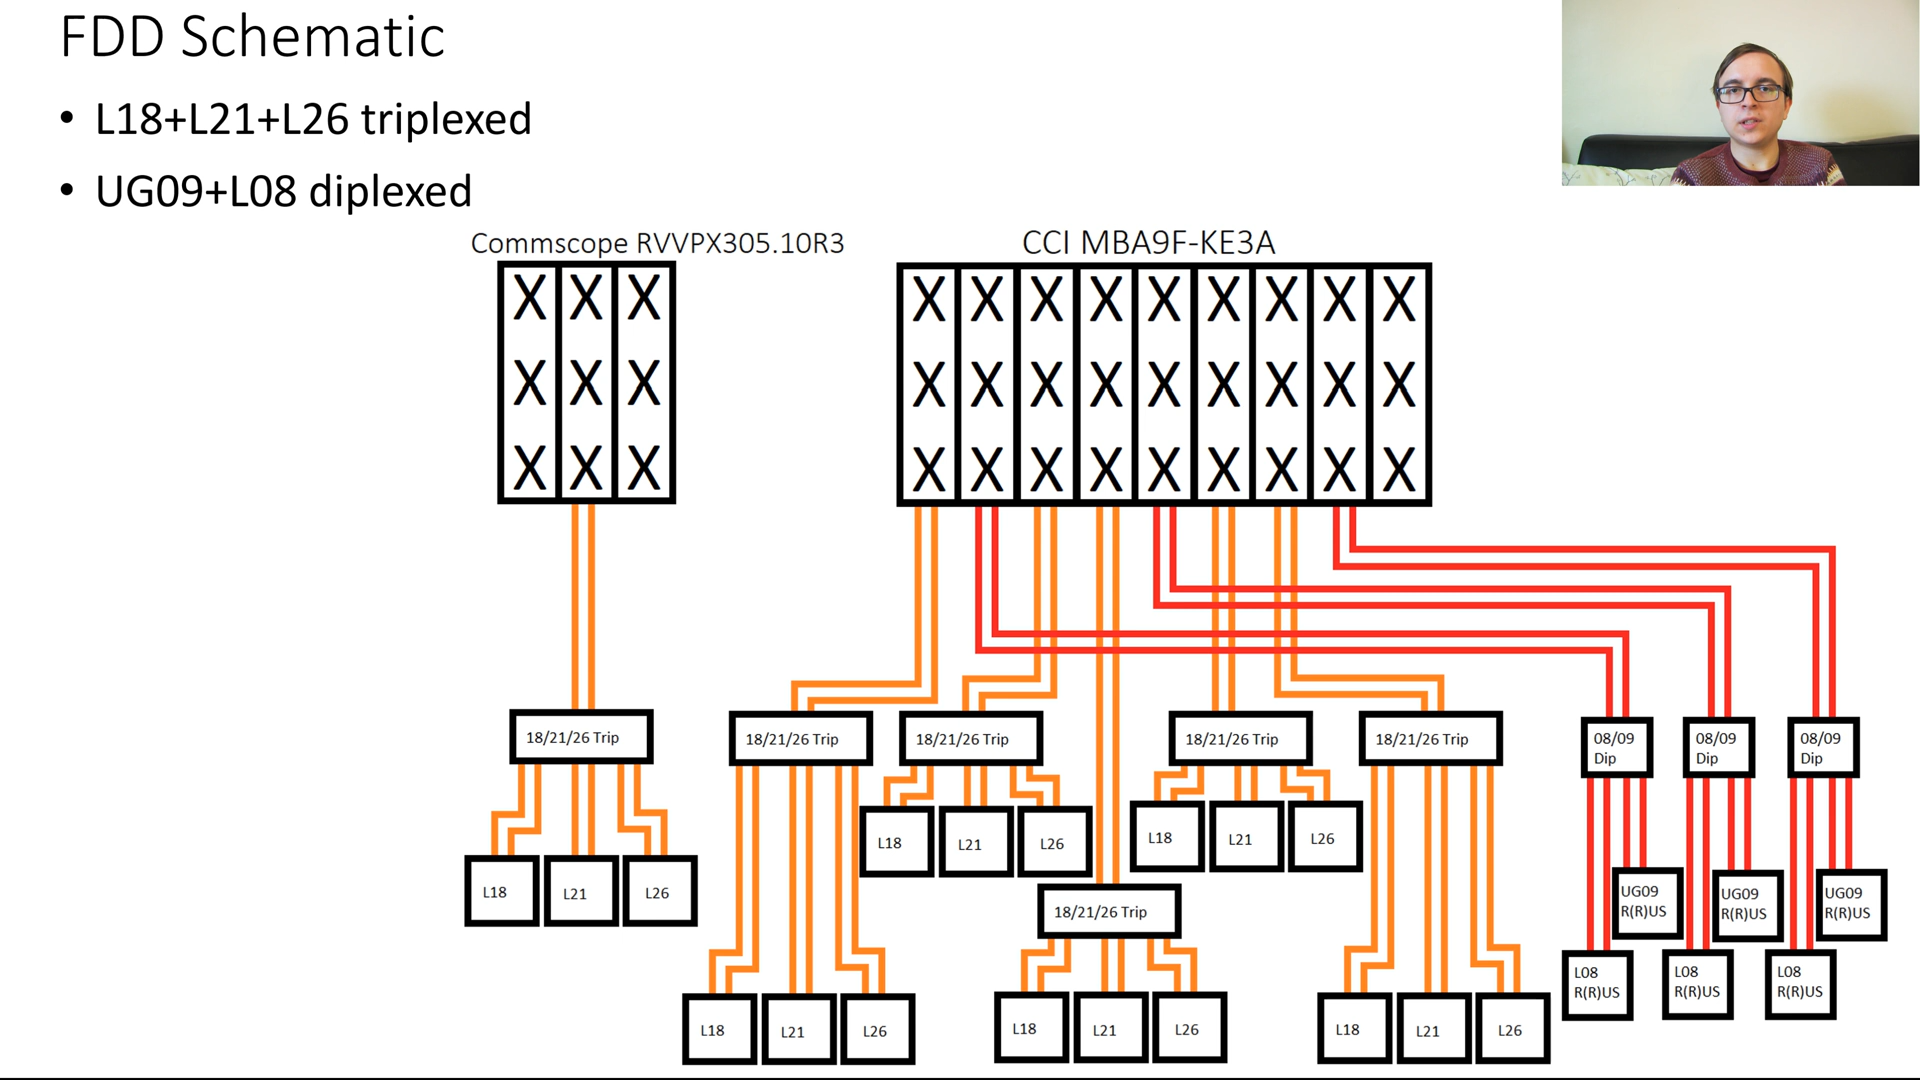 FDD Schematic
• L18+L21+L26 triplexed
• UG09+L08 diplexed
Commscope RVVPX305.10R3
CCI MBA9F-KE3A
X X X
X X X
X X X
X X X X X X X X X
X X X X X X X X X
X X X X X X X X X
18/21/26 Trip
18/21/26 Trip
18/21/26 Trip
18/21/26 Trip
18/21/26 Trip
08/09
Dip
08/09
Dip
08/09
Dip
L18
L21
L26
L18
L21
L26
L18
L21
L26
18/21/26 Trip
UG09
R(R)US
UG09
R(R)US
UG09
R(R)US
L08
R(R)US
L08
R(R)US
L08
R(R)US
L18
L21
L26
L18
L21
L26
L18
L21
L26